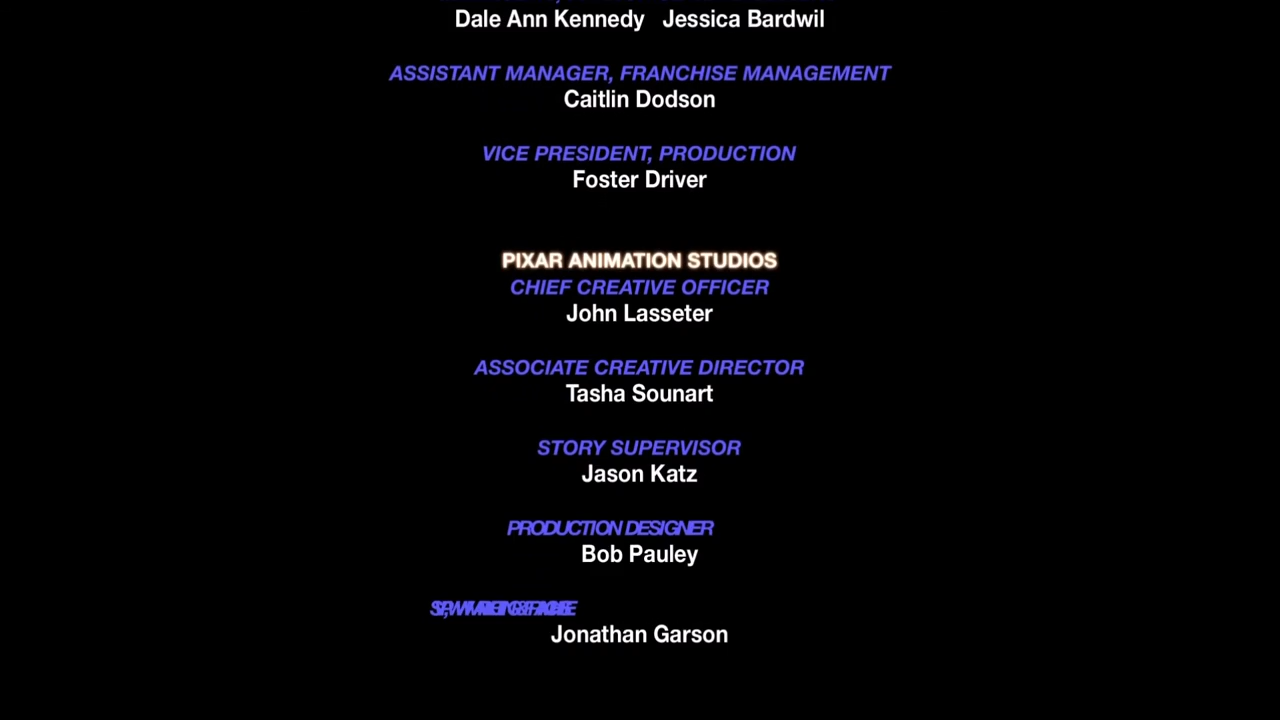 Dale Ann Kennedy Jessica Bardwil
ASSISTANT MANAGER, FRANCHISE MANAGEMENT
Caitlin Dodson
VICE PRESIDENT, PRODUCTION
Foster Driver
PIXAR ANIMATION STUDIOS
CHIEF CREATIVE OFFICER
John Lasseter
ASSOCIATE CREATIVE DIRECTOR
Tasha Sounart
STORY SUPERVISOR
Jason Katz
PRODUCTION DESIGNER
Bob Pauley
Jonathan Garson